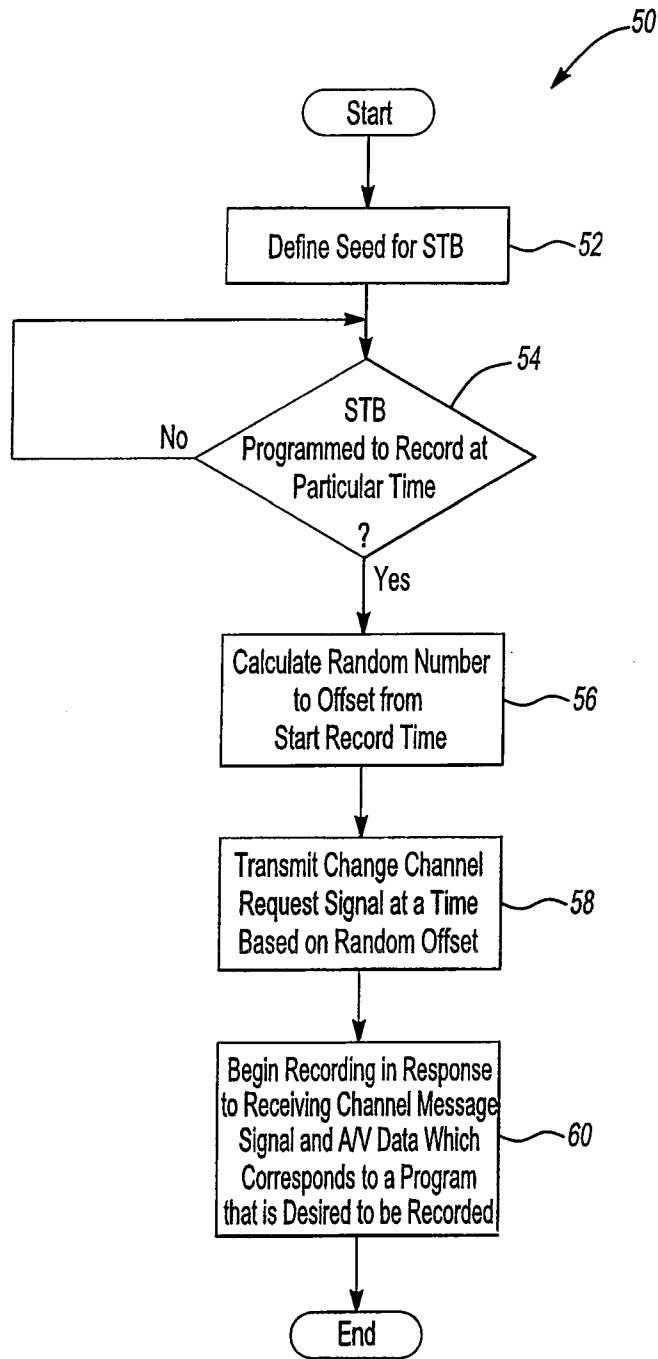 50
Start
Define Seed for STB
52
54
STB
Programmed to Record at
Particular Time
?
No
Yes
Calculate Random Number
to Offset from
Start Record Time
56
Transmit Change Channel
Request Signal at a Time
Based on Random Offset
58
Begin Recording in Response
to Receiving Channel Message
Signal and A/V Data Which
Corresponds to a Program
that is Desired to be Recorded
60
End